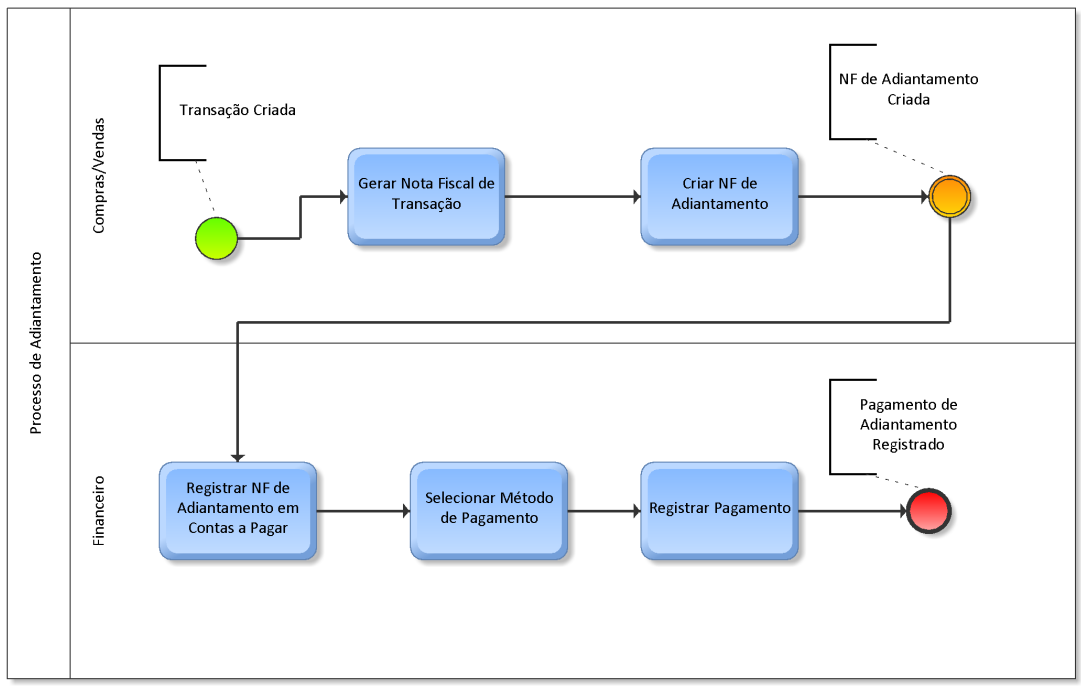 Processo de Adiantamento
Compras/Vendas
Transação Criada
Gerar Nota Fiscal de
Transação
Criar NF de
Adiantamento
NF de Adiantamento
Criada
Financeiro
Registrar NF de
Adiantamento em
Contas a Pagar
Selecionar Método
de Pagamento
Registrar Pagamento
Pagamento de
Adiantamento
Registrado